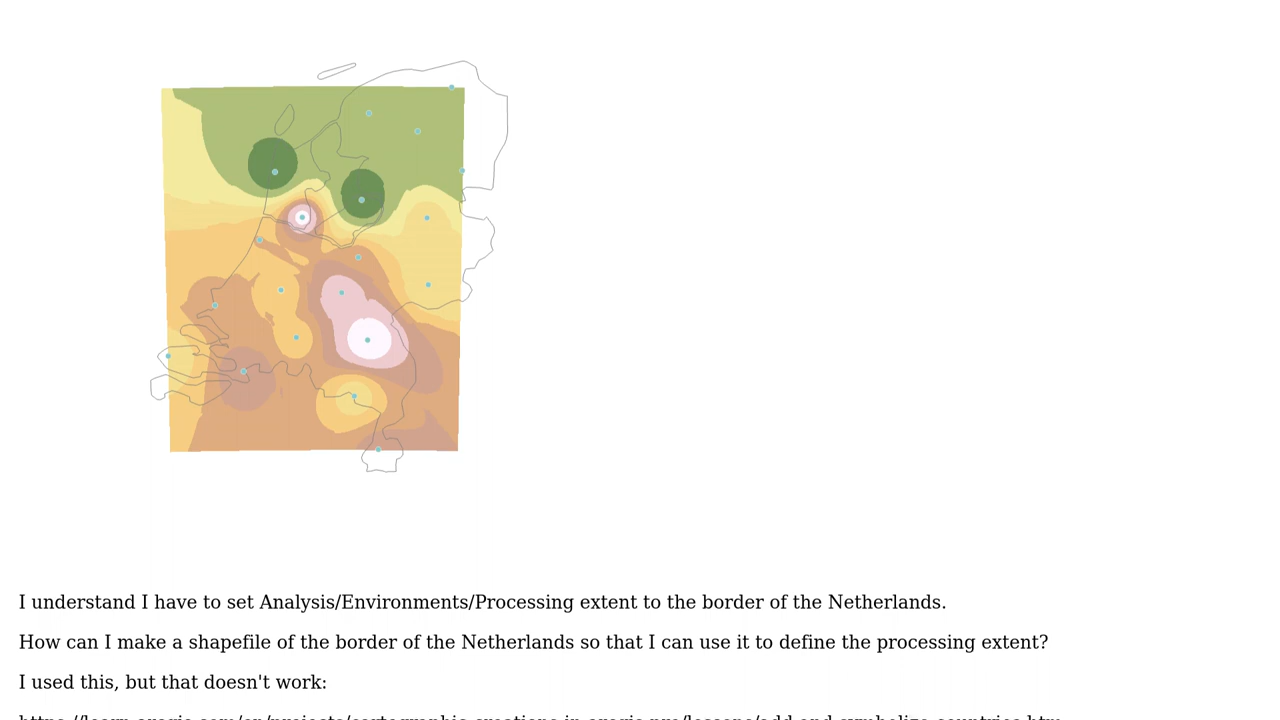 I understand I have to set Analysis/Environments/Processing extent to the border of the Netherlands.
How can I make a shapefile of the border of the Netherlands so that I can use it to define the processing extent?
I used this, but that doesn't work: